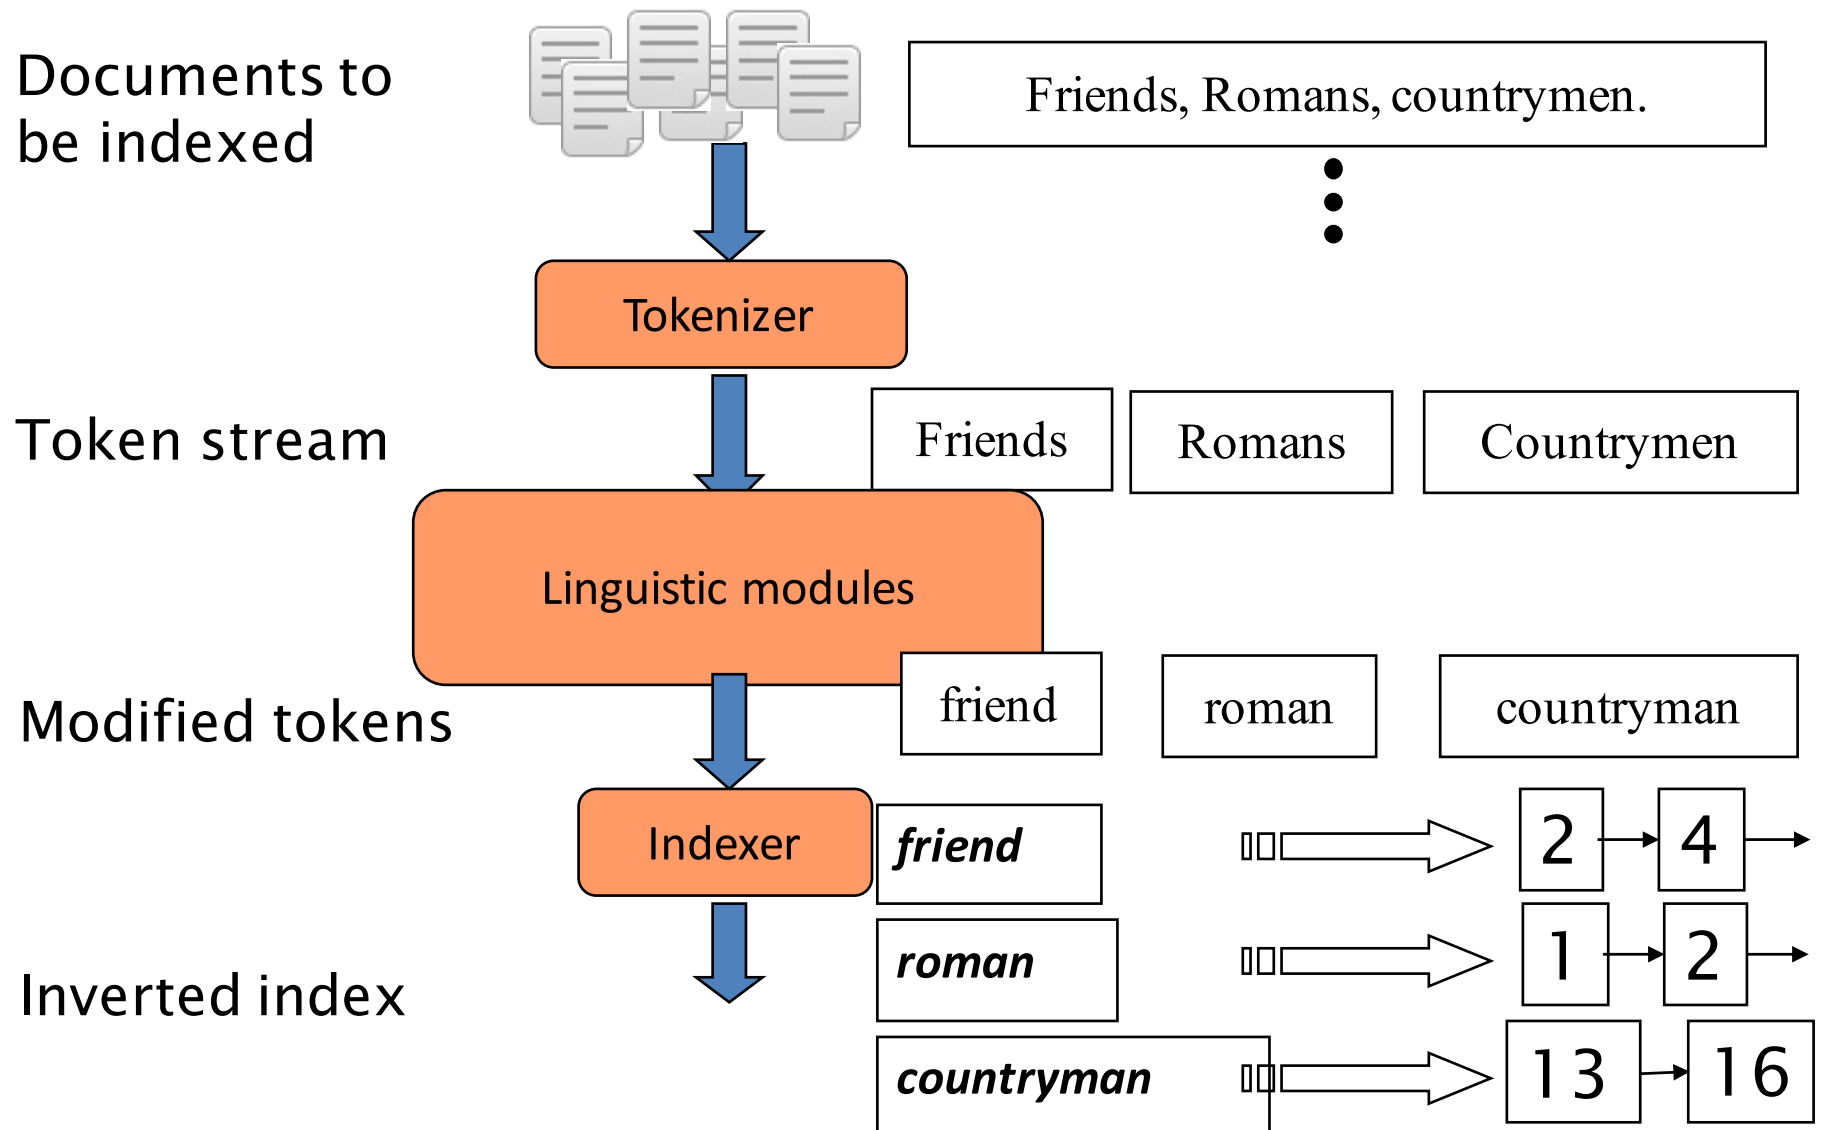 Documents to
be indexed
Friends, Romans, countrymen.
Tokenizer
Token stream
Friends
Romans
Countrymen
Linguistic modules
Modified tokens
friend
roman
countryman
Indexer
friend
2
4
roman
1
2
Inverted index
countryman
13
16